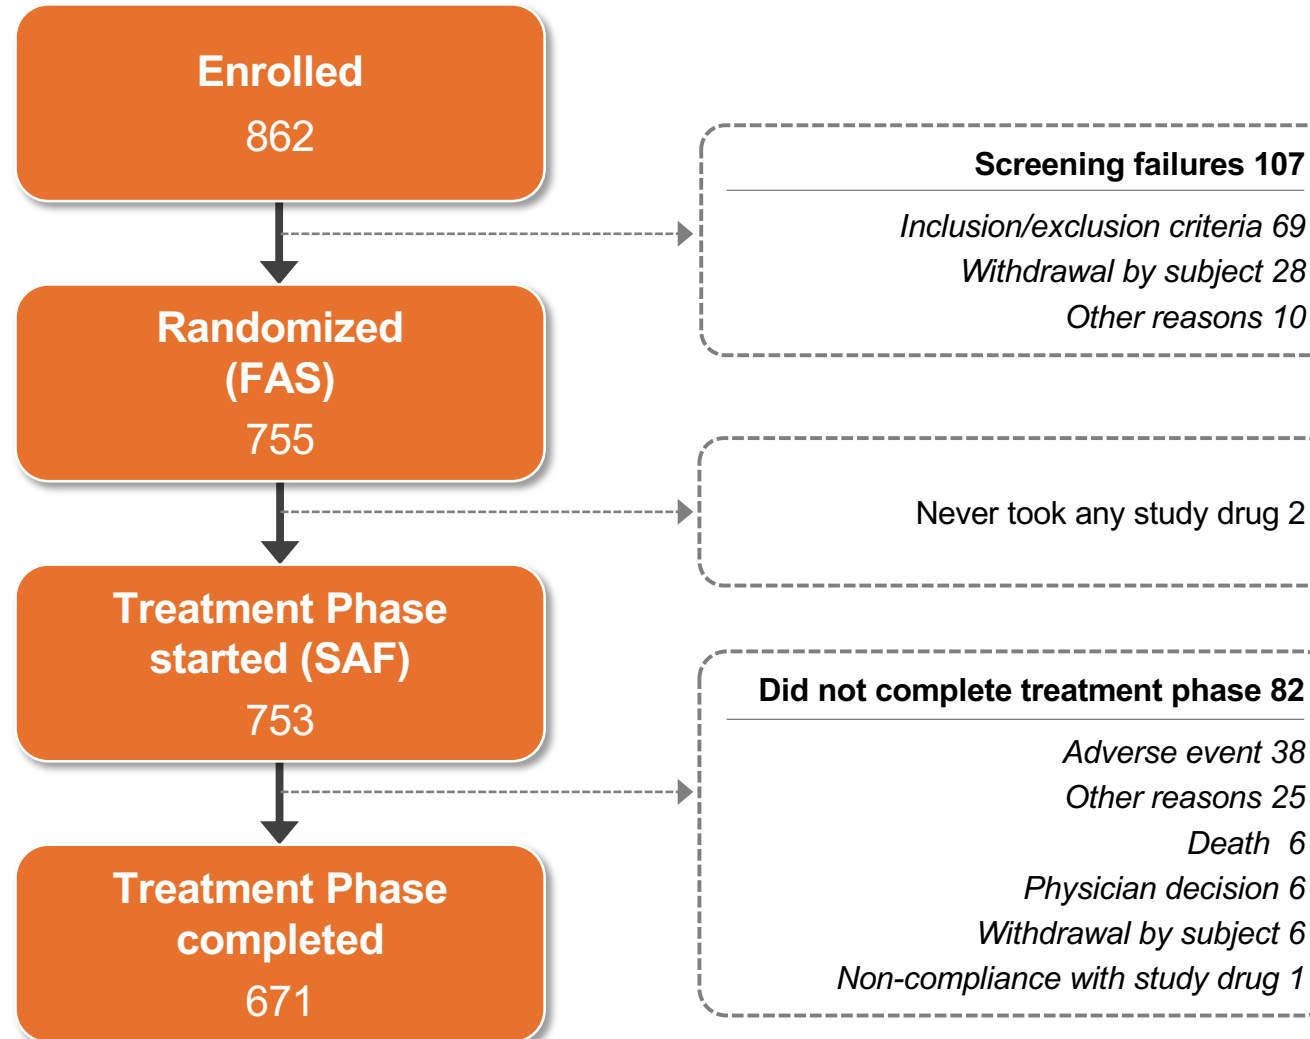 Enrolled
862
Screening failures 107
Inclusion/exclusion criteria 69
Withdrawal by subject 28
Other reasons 10
Randomized
(FAS)
755
Never took any study drug 2
Treatment Phase
started (SAF)
753
Did not complete treatment phase 82
Adverse event 38
Other reasons 25
Death  6
Physician decision 6
Withdrawal by subject 6
Non-compliance with study drug 1
Treatment Phase
completed
671